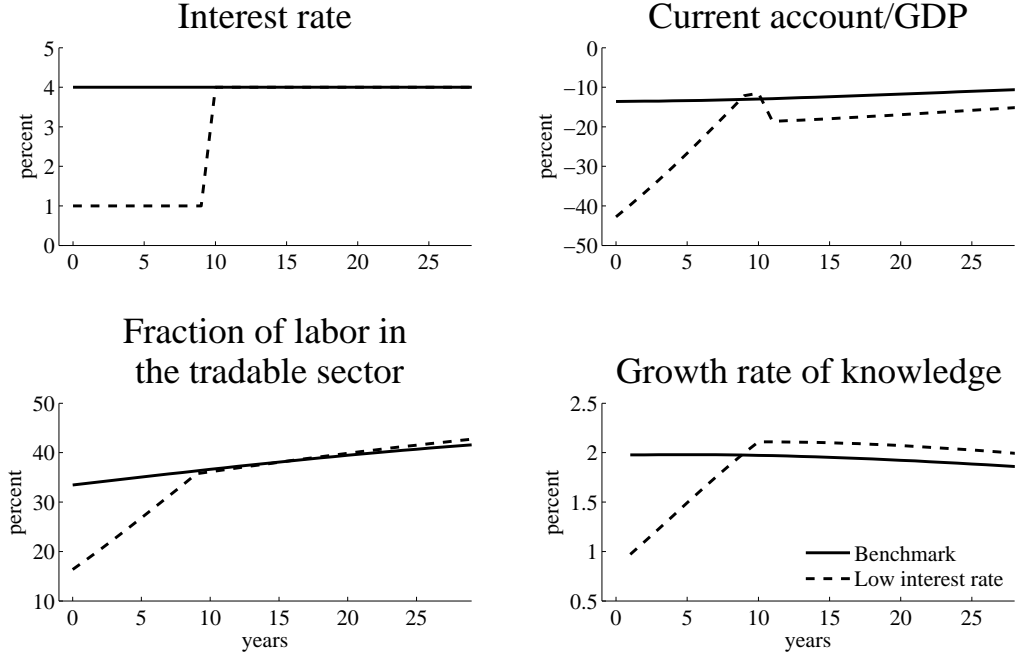 Interest rate
5
4
3
2
1
0
percent
0 5 10 15 20 25
Current account/GDP
0
−10
−20
−30
−40
−50
percent
0 5 10 15 20 25
Fraction of labor in
the tradable sector
50
40
30
20
10
percent
0 5 10 15 20 25
years
Growth rate of knowledge
2.5
2
1.5
1
0.5
percent
Benchmark
Low interest rate
0 5 10 15 20 25
years